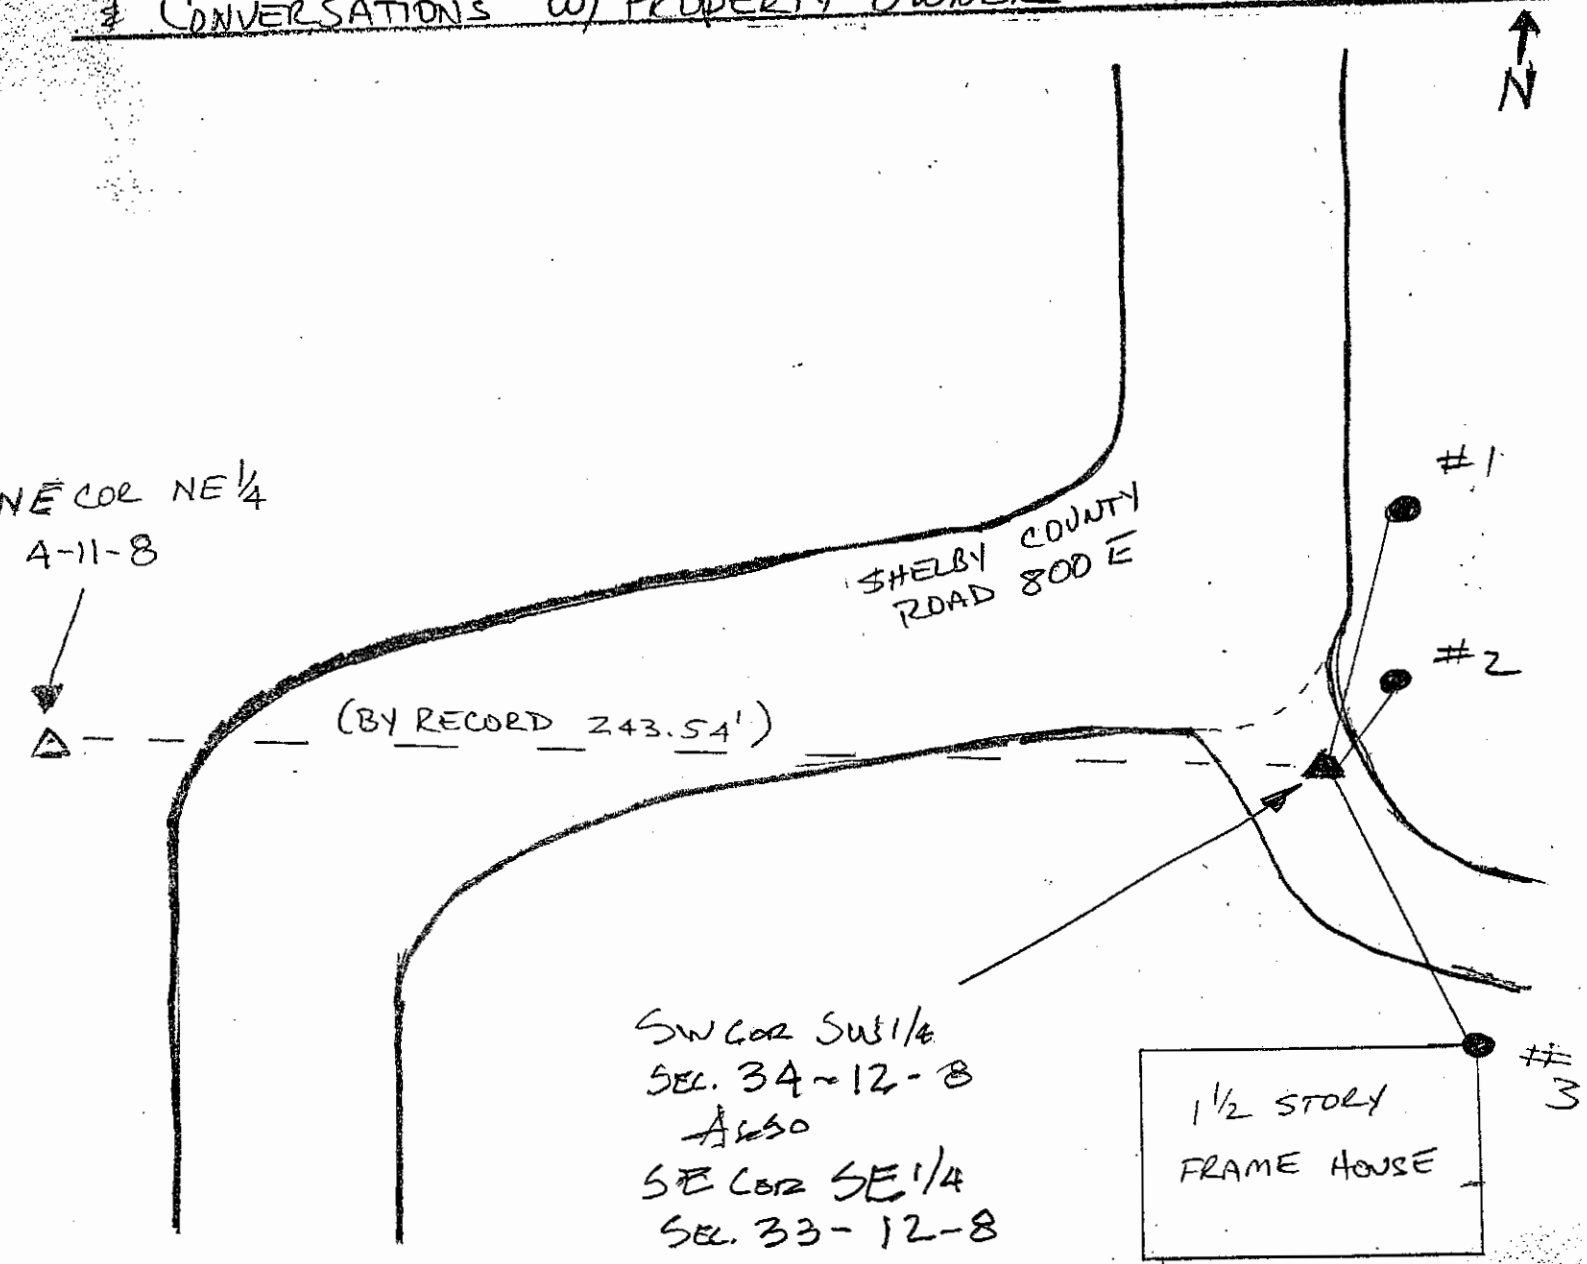 & CONVERSATIONS W/ PROPERTY OWNERS
N
NE COR NE 1/4
4-11-8
#1
SHELBY COUNTY
ROAD 800 E
#2
(BY RECORD 243.54')
SW COR SW 1/4
SEC. 34-12-8
ALSO
SE COR SE 1/4
SEC. 33-12-8
#3
1 1/2 STORY
FRAME HOUSE